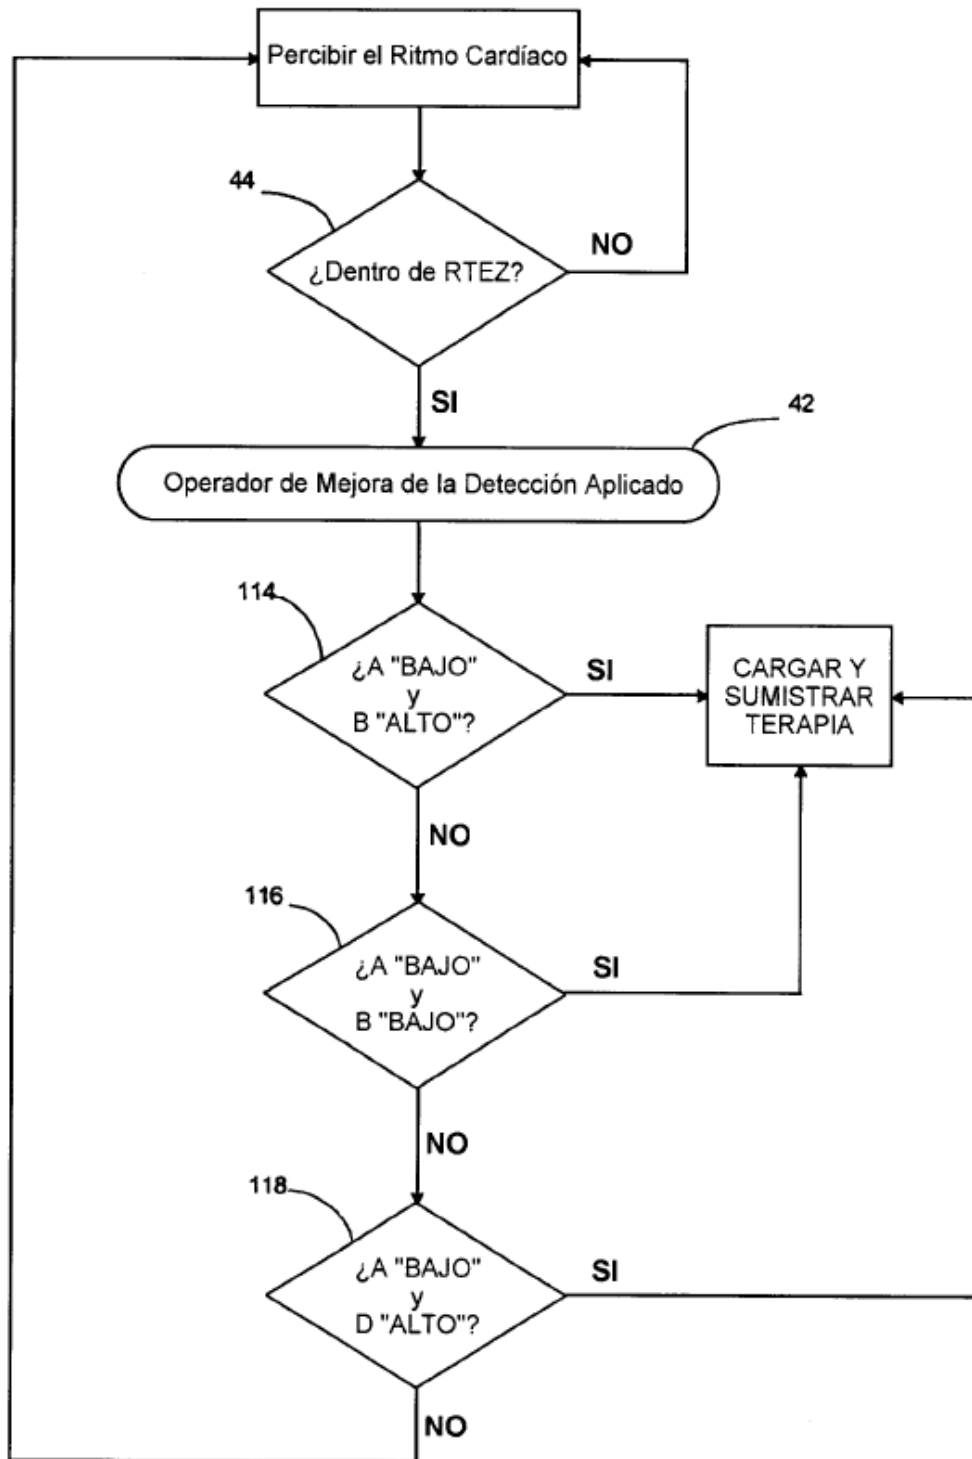 Percibir el Ritmo Cardíaco
44
NO
¿Dentro de RTEZ?
SI
42
Operador de Mejora de la Detección Aplicado
114
¿A "BAJO"
y
B "ALTO"?
SI
CARGAR Y
SUMISTRAR
TERAPIA
NO
116
¿A "BAJO"
y
B "BAJO"?
SI
NO
118
¿A "BAJO"
y
D "ALTO"?
SI
NO